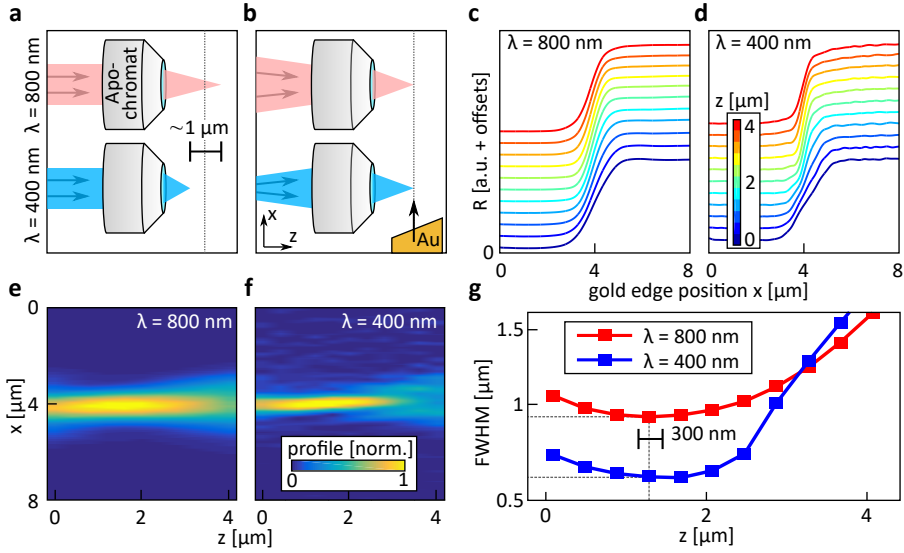 a
b
c
d
λ = 800 nm
λ = 400 nm
Apo-
chromat
~1 μm
x
z
Au
λ = 800 nm
λ = 400 nm
z [μm]
4
2
0
R [a.u. + offsets]
0
0
4
8
0
4
8
gold edge position x [μm]
e
f
g
λ = 800 nm
λ = 400 nm
0
4
8
x [μm]
profile [norm.]
0
1
0
2
4
0
2
4
z [μm]
λ = 800 nm
λ = 400 nm
300 nm
1.5
1
0.5
FWHM [μm]
0
1
2
3
4
z [μm]